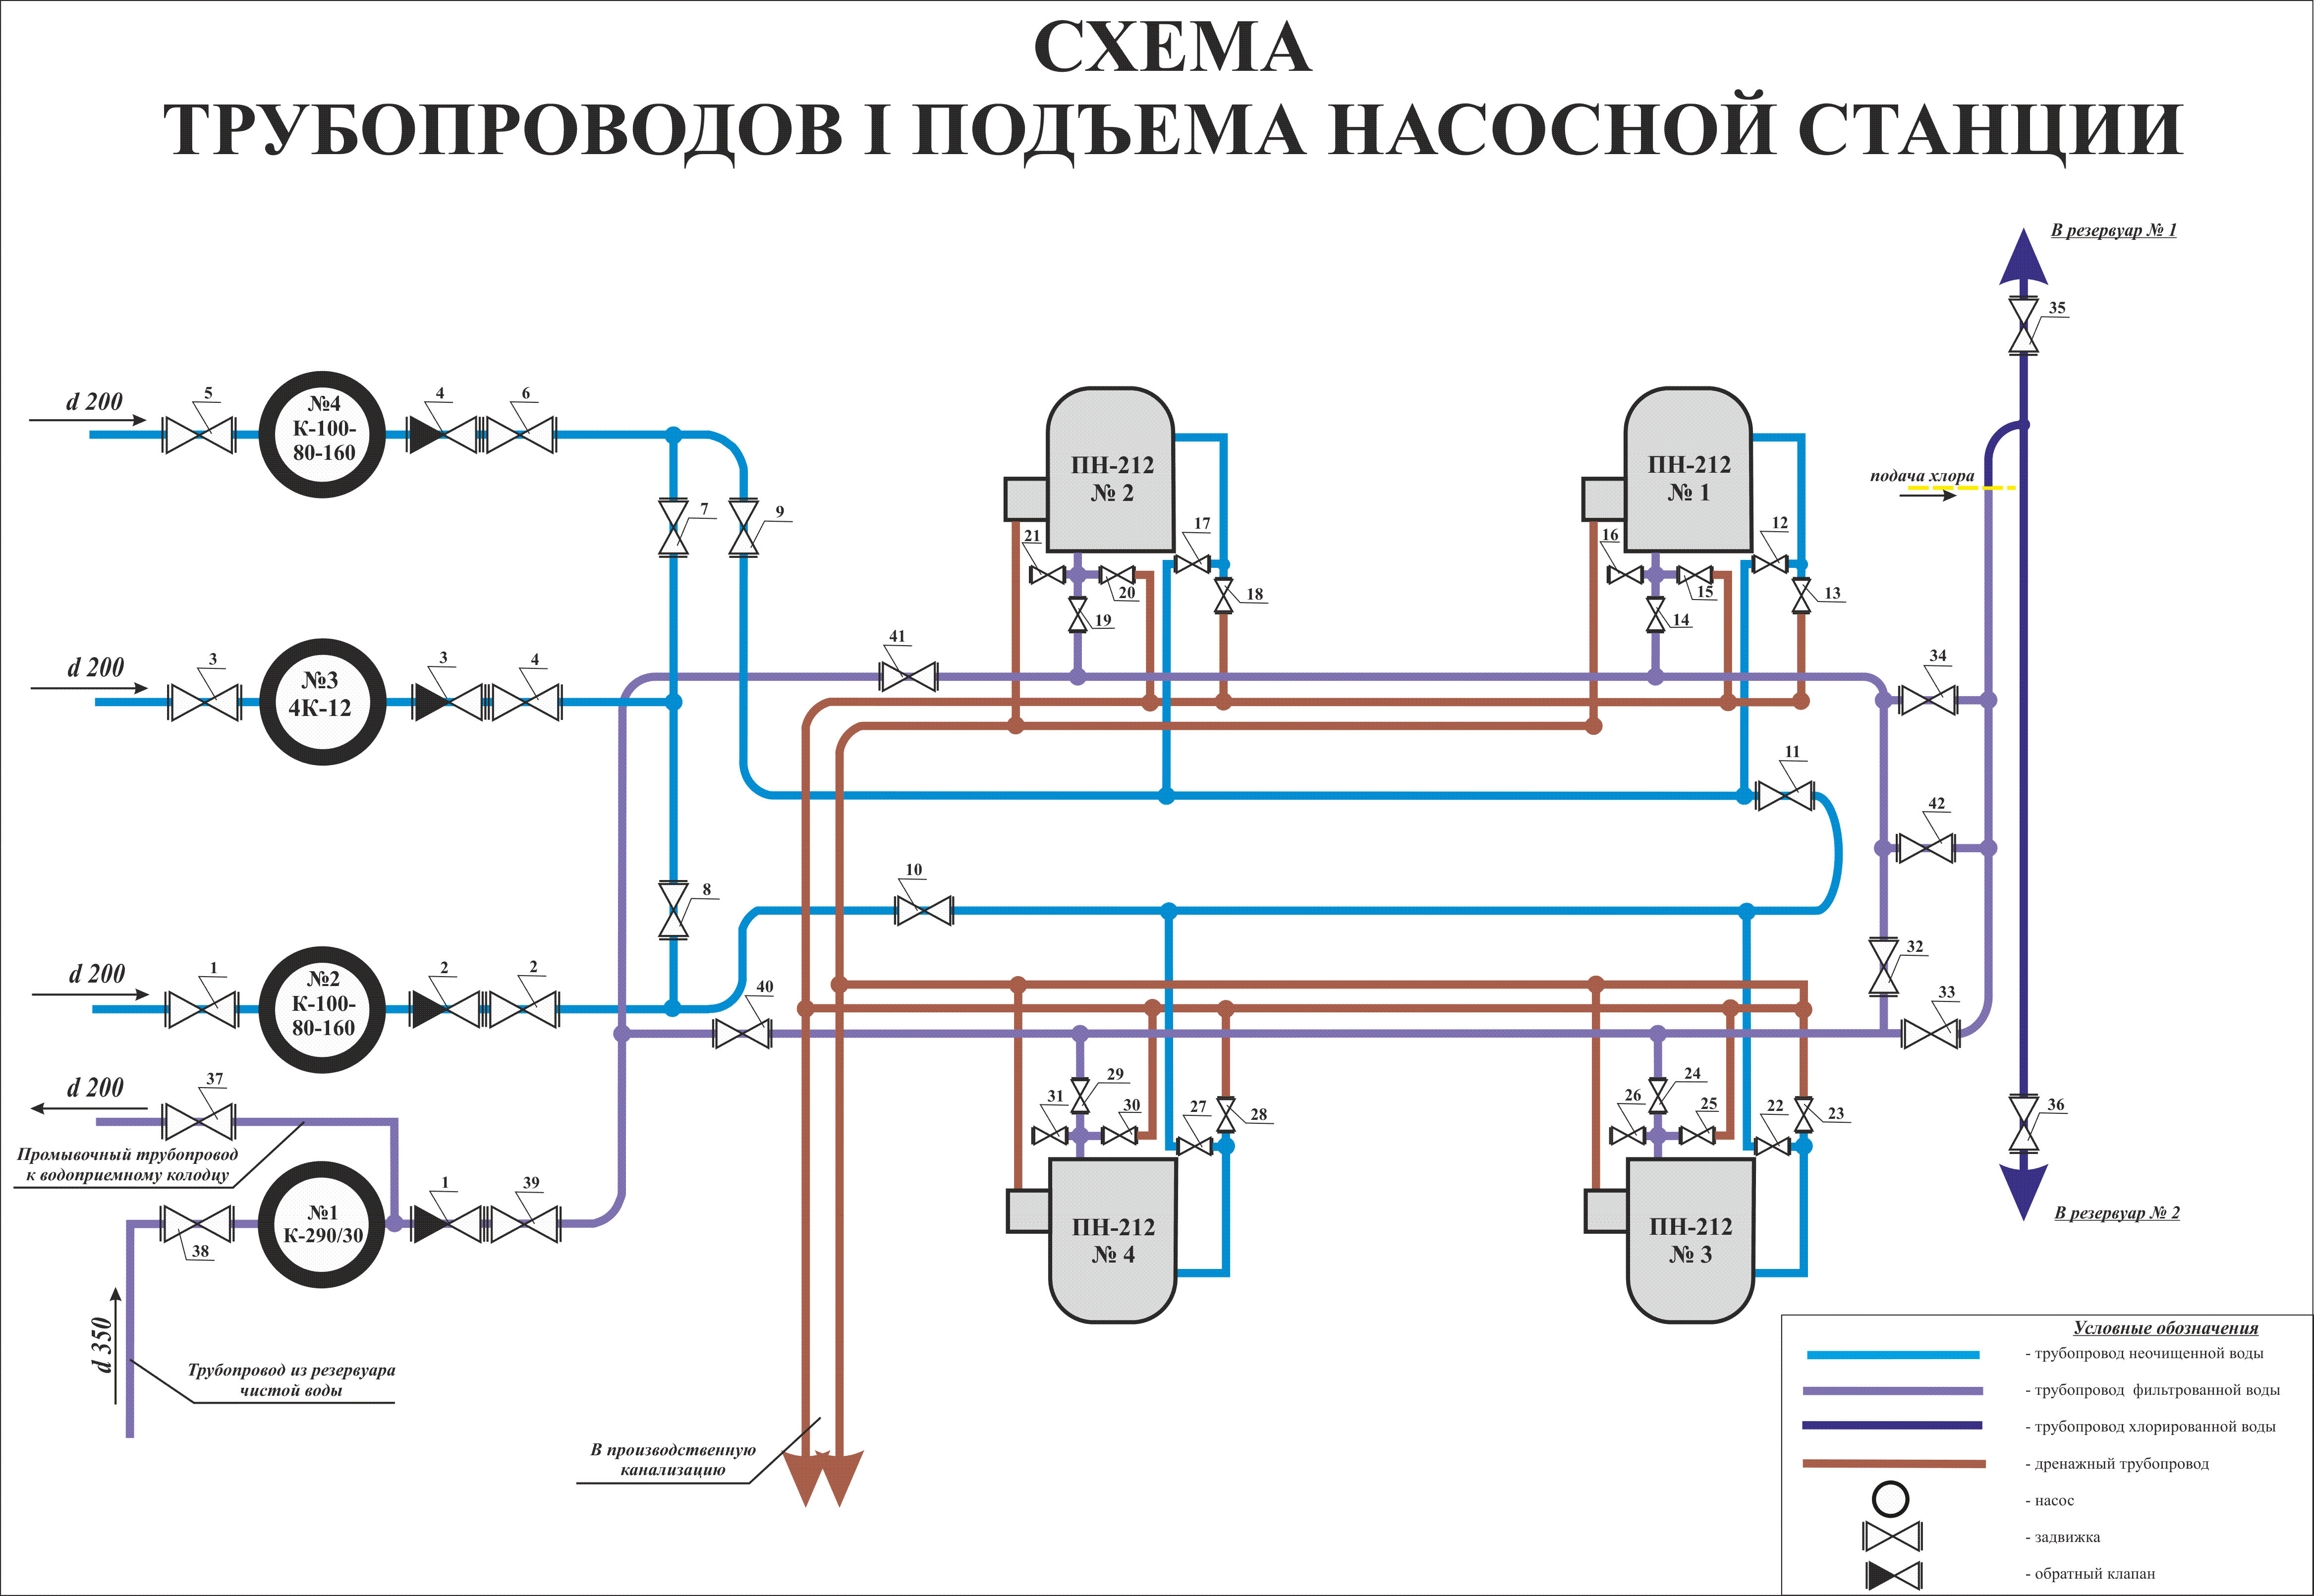 СХЕМА
ТРУБОПРОВОДОВ I ПОДЪЕМА НАСОСНОЙ СТАНЦИИ
В резервуар № 1
35
d 200
5
№4
К-100-
80-160
4
6
7
9
ПН-212
№ 2
21
20
19
17
18
ПН-212
№ 1
16
15
14
12
13
подача хлора
d 200
3
№3
4К-12
3
4
41
34
11
42
10
8
d 200
1
№2
К-100-
80-160
2
2
40
32
33
d 200
37
Промывочный трубопровод
к водоприемному колодцу
38
№1
К-290/30
1
39
31
29
30
27
28
ПН-212
№ 4
26
24
25
22
23
ПН-212
№ 3
36
В резервуар № 2
d 350
Трубопровод из резервуара
чистой воды
В производственную
канализацию
Условные обозначения
- трубопровод неочищенной воды
- трубопровод фильтрованной воды
- трубопровод хлорированной воды
- дренажный трубопровод
- насос
- задвижка
- обратный клапан